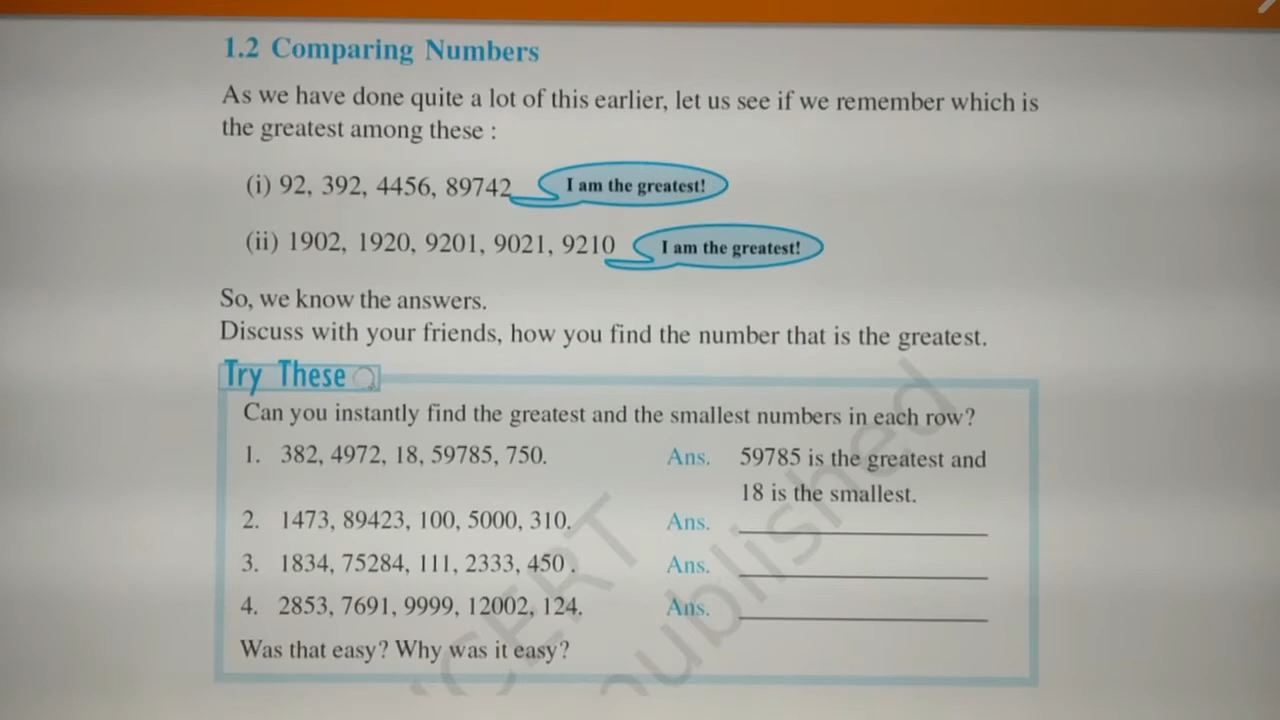 1.2 Comparing Numbers
As we have done quite a lot of this earlier, let us see if we remember which is
the greatest among these :
(i) 92, 392, 4456, 89742 I am the greatest!
(ii) 1902, 1920, 9201, 9021, 9210 I am the greatest!
So, we know the answers.
Discuss with your friends, how you find the number that is the greatest.
Try These
Can you instantly find the greatest and the smallest numbers in each row?
1. 382, 4972, 18, 59785, 750. Ans. 59785 is the greatest and
18 is the smallest.
2. 1473, 89423, 100, 5000, 310. Ans.
3. 1834, 75284, 111, 2333, 450. Ans.
4. 2853, 7691, 9999, 12002, 124. Ans.
Was that easy? Why was it easy?